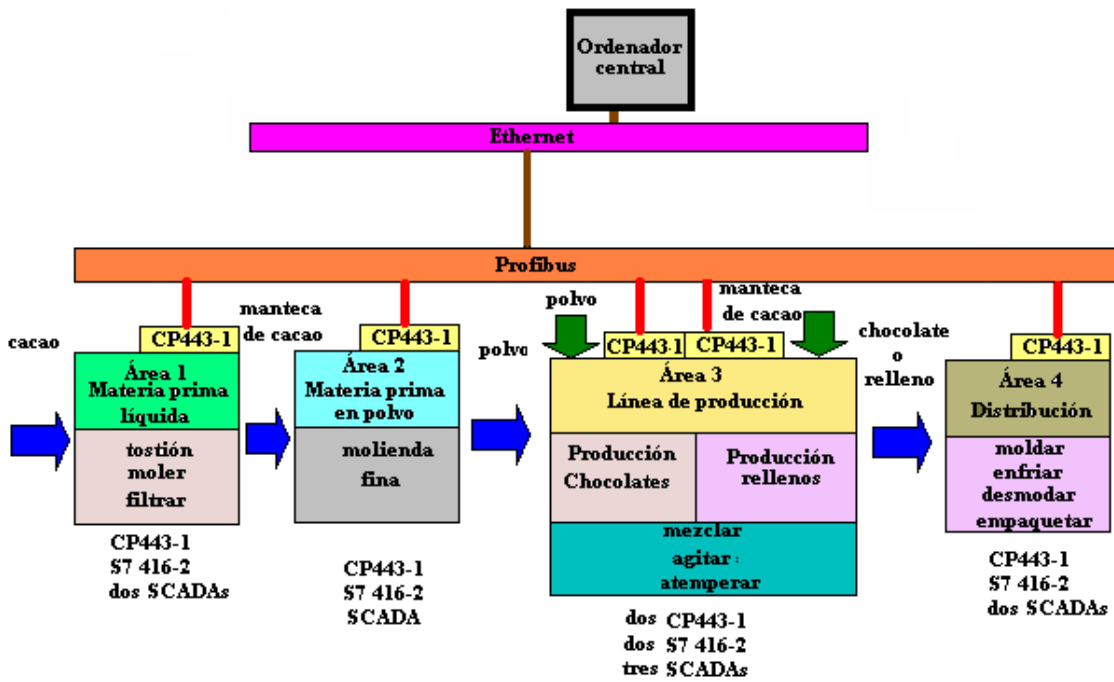 Ordenador
central
Ethernet
Profibus
cacao
CP443-1
Área 1
Materia prima
líquida
tostión
moler
filtrar
CP443-1
S7 416-2
dos SCADAs
manteca
de cacao
CP443-1
Área 2
Materia prima
en polvo
molienda
fina
CP443-1
S7 416-2
SCADA
polvo
polvo
CP443-1
CP443-1
manteca
de cacao
Área 3
Línea de producción
Producción
Chocolates
Producción
rellenos
mezclar
agitar :
atemperar
dos CP443-1
dos S7 416-2
tres SCADAs
chocolate
o
relleno
CP443-1
Área 4
Distribución
moldar
enfriar
desmodar
empaquetar
CP443-1
S7 416-2
dos SCADAs